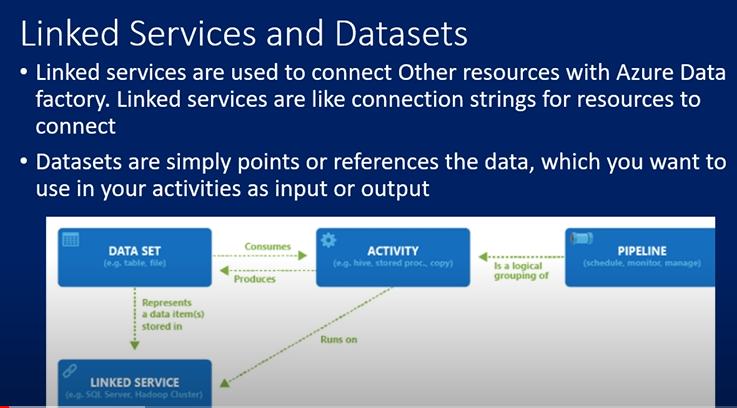 Linked Services and Datasets
• Linked services are used to connect Other resources with Azure Data
factory. Linked services are like connection strings for resources to
connect
• Datasets are simply points or references the data, which you want to
use in your activities as input or output
DATA SET
(e.g. table, file)
Consumes
Produces
ACTIVITY
(e.g. hive, stored proc., copy)
Is a logical
grouping of
PIPELINE
(schedule, monitor, manage)
Represents
a data item(s)
stored in
Runs on
LINKED SERVICE
(e.g. SQL Server, Hadoop Cluster)